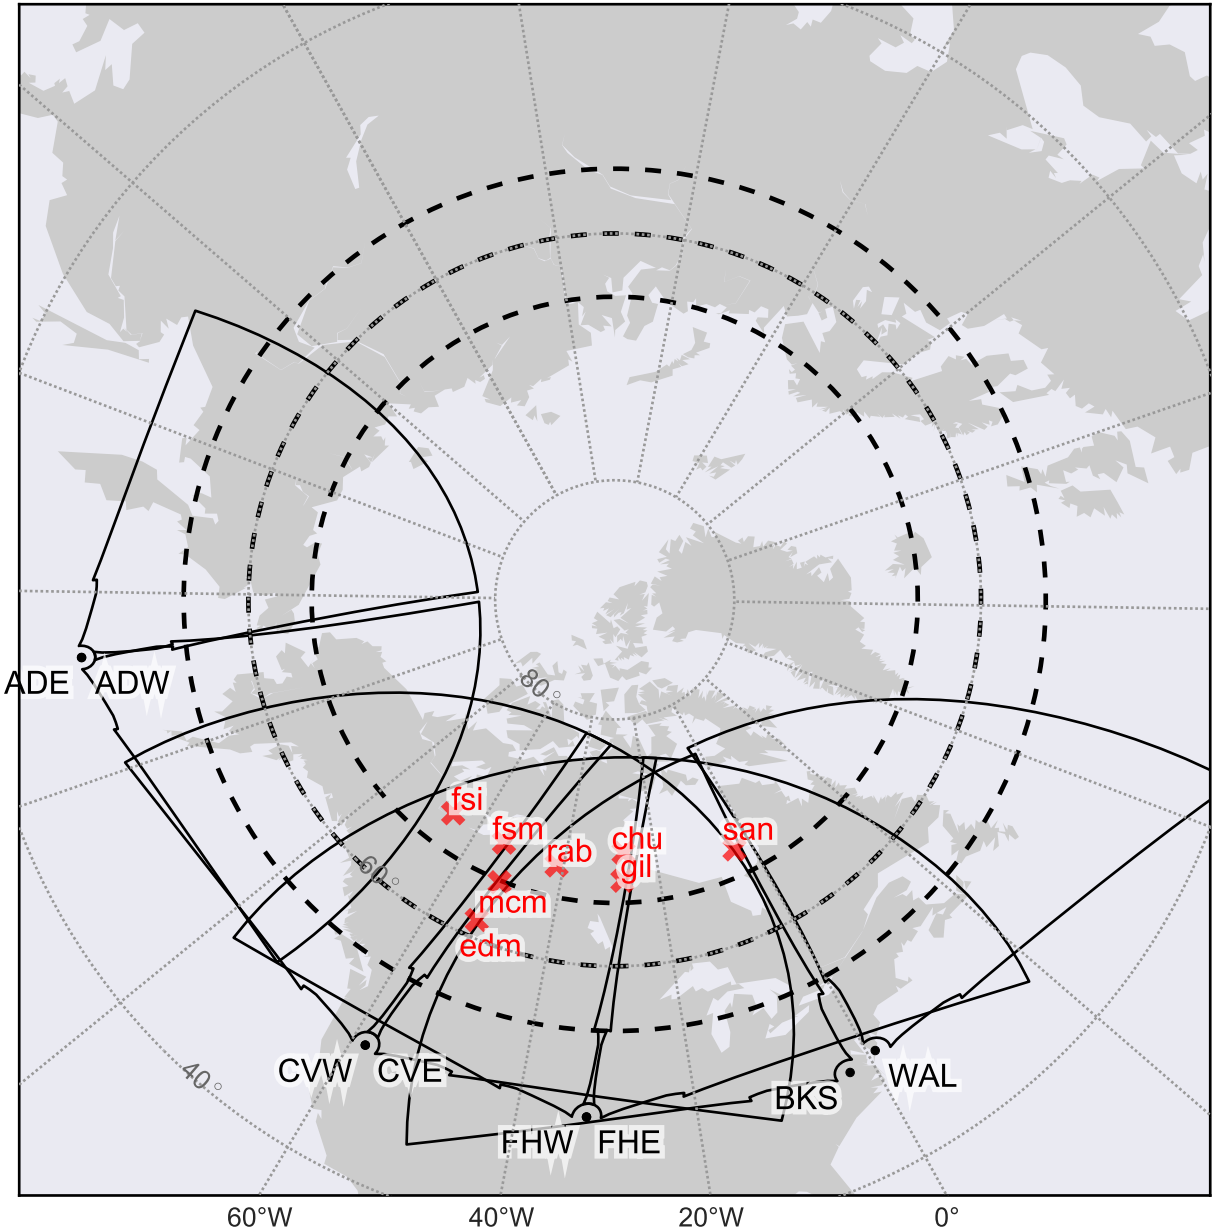 ADE ADW
80°
fsi
fsm
chu
san
rab
gil
60°
mcm
edm
CVW CVE
40°
WAL
BKS
FHW FHE
60°W 40°W 20°W 0°